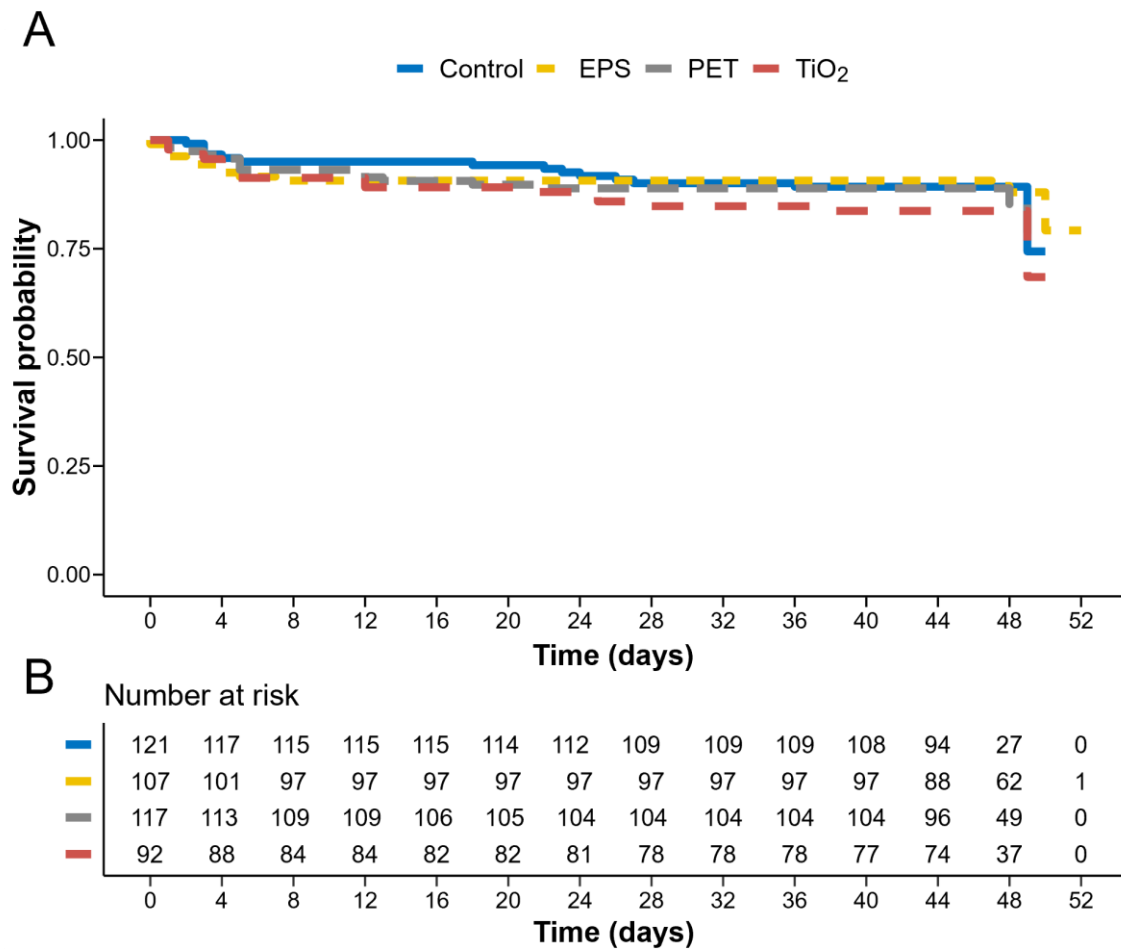 A
Control EPS PET TiO₂
1.00
0.75
0.50
0.25
0.00
Survival probability
0 4 8 12 16 20 24 28 32 36 40 44 48 52
Time (days)
B
Number at risk
121 117 115 115 115 114 112 109 109 109 108 94 27 0
107 101 97 97 97 97 97 97 97 97 97 88 62 1
117 113 109 109 106 105 104 104 104 104 104 96 49 0
92 88 84 84 82 82 81 78 78 78 77 74 37 0
0 4 8 12 16 20 24 28 32 36 40 44 48 52
Time (days)